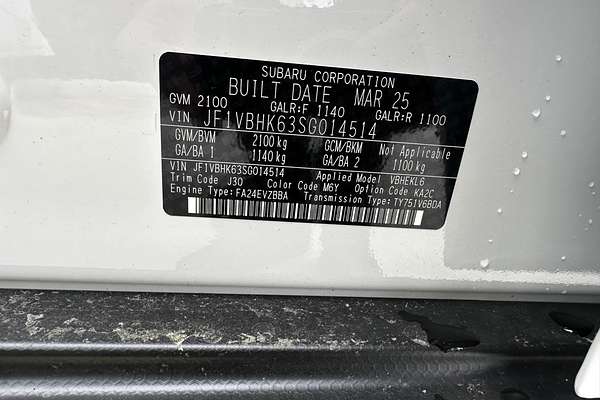 SUBARU CORPORATION
BUILT DATE MAR 25
GVM 2100 GALR:F 1140 GALR:R 1100
VIN JF1VBHK63SG014514
GVM/BVM 2100 kg GCM/BKM Not Applicable
GA/BA 1 1140 kg GA/BA 2 1100 kg
VIN JF1VBHK63SG014514 Applied Model VBHEKL6
Trim Code J30 Color Code M6Y Option Code KA2C
Engine Type: FA24EVZBBA Transmission Type: TY751V6BDA